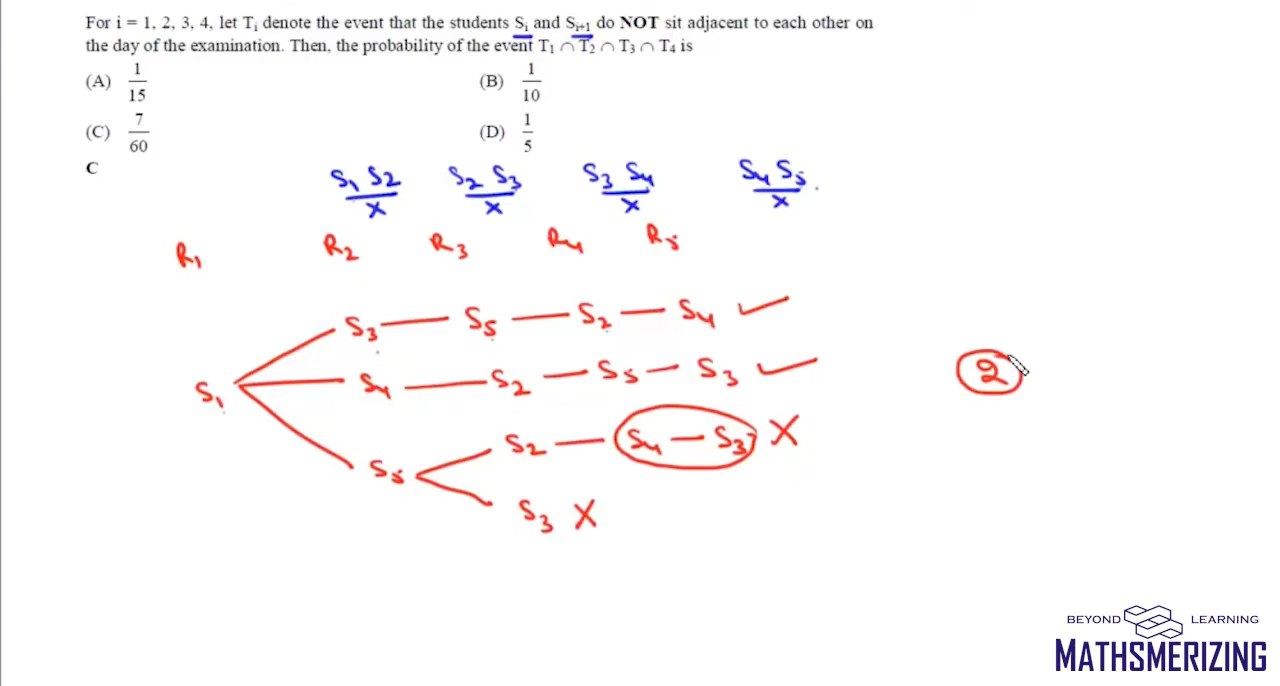 For i = 1, 2, 3, 4, let Tᵢ denote the event that the students Sᵢ and Sᵢ₊₁ do NOT sit adjacent to each other on
the day of the examination. Then, the probability of the event T₁ ∩ T₂ ∩ T₃ ∩ T₄ is
(A) 1/15 (B) 1/10
(C) 7/60 (D) 1/5
C
S₁ S₂ S₂ S₃ S₃ S₄ S₄ S₅.
x x x x
R₁ R₂ R₃ R₄ R₅
S₃ — S₅ — S₂ — S₄ ✓
S₁
S₄ — S₂ — S₅ — S₃ ✓
2
S₅
S₂ — S₄ — S₃ X
S₃ X
BEYOND LEARNING
MATHSMERIZING